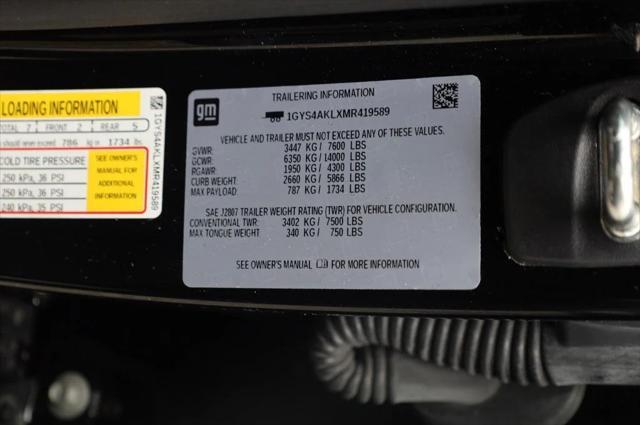 LOADING INFORMATION
TOTAL 7 FRONT 2 REAR 5
should never exceed. 786 kg or 1734 lbs.
COLD TIRE PRESSURE
250 kPa, 36 PSI
250 kPa, 36 PSI
240 kPa, 35 PSI
SEE OWNER'S
MANUAL FOR
ADDITIONAL
INFORMATION
1GYS4AKLXMR419589
gm
TRAILERING INFORMATION
1GYS4AKLXMR419589
VEHICLE AND TRAILER MUST NOT EXCEED ANY OF THESE VALUES.
GVWR: 3447 KG/ 7600 LBS
GCWR: 6350 KG/ 14000 LBS
RGAWR: 1950 KG/ 4300 LBS
CURB WEIGHT: 2660 KG/ 5866 LBS
MAX PAYLOAD: 787 KG/ 1734 LBS
SAE J2807 TRAILER WEIGHT RATING (TWR) FOR VEHICLE CONFIGURATION.
CONVENTIONAL TWR: 3402 KG/ 7500 LBS
MAX TONGUE WEIGHT: 340 KG/ 750 LBS
SEE OWNER'S MANUAL FOR MORE INFORMATION